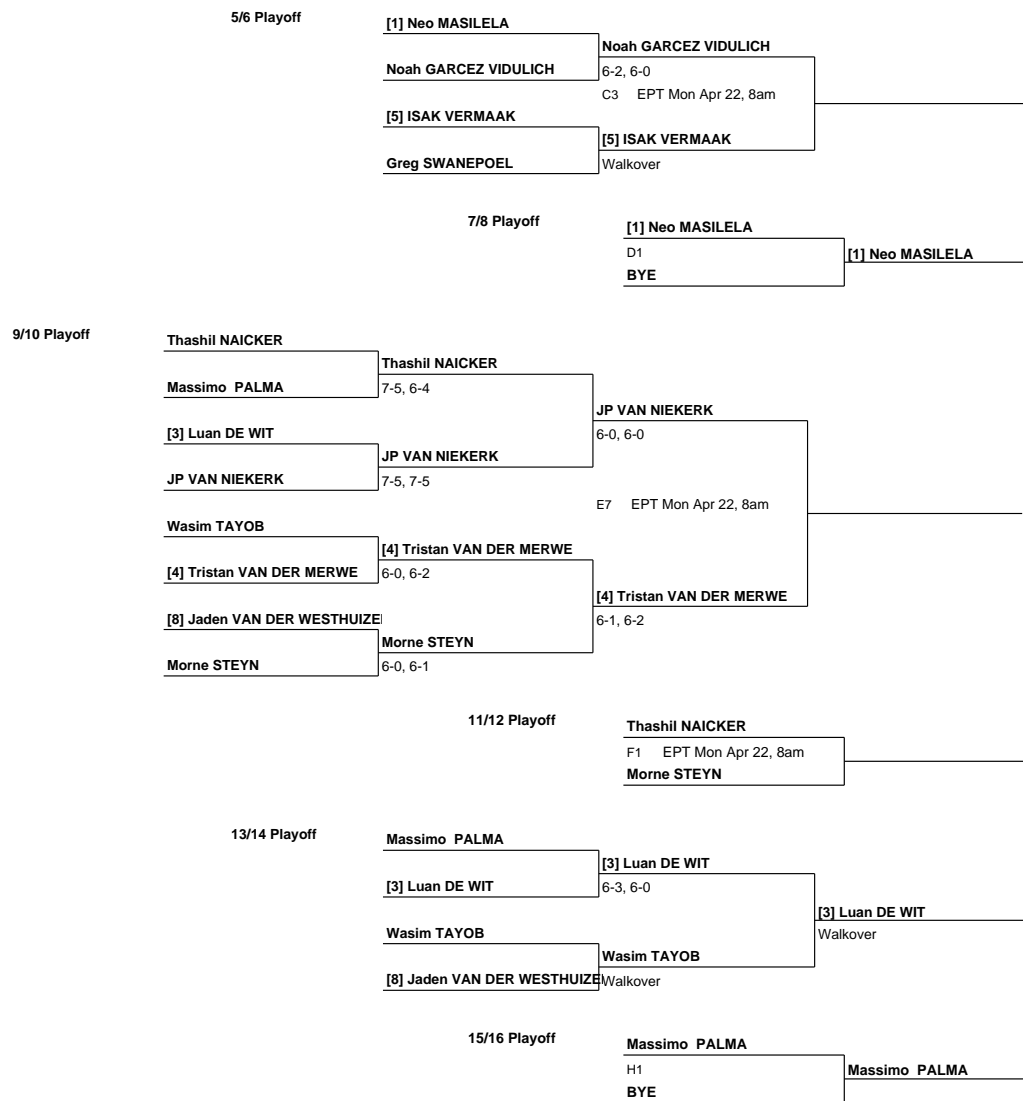 5/6 Playoff
[1] Neo MASILELA
Noah GARCEZ VIDULICH
Noah GARCEZ VIDULICH
6-2, 6-0
C3 EPT Mon Apr 22, 8am
[5] ISAK VERMAAK
[5] ISAK VERMAAK
Greg SWANEPOEL
Walkover
7/8 Playoff
[1] Neo MASILELA
D1
[1] Neo MASILELA
BYE
9/10 Playoff
Thashil NAICKER
Thashil NAICKER
Massimo PALMA
7-5, 6-4
JP VAN NIEKERK
6-0, 6-0
[3] Luan DE WIT
JP VAN NIEKERK
JP VAN NIEKERK
7-5, 7-5
E7 EPT Mon Apr 22, 8am
Wasim TAYOB
[4] Tristan VAN DER MERWE
[4] Tristan VAN DER MERWE
6-0, 6-2
[4] Tristan VAN DER MERWE
6-1, 6-2
[8] Jaden VAN DER WESTHUIZE
Morne STEYN
Morne STEYN
6-0, 6-1
11/12 Playoff
Thashil NAICKER
F1 EPT Mon Apr 22, 8am
Morne STEYN
13/14 Playoff
Massimo PALMA
[3] Luan DE WIT
[3] Luan DE WIT
6-3, 6-0
[3] Luan DE WIT
Walkover
Wasim TAYOB
Wasim TAYOB
[8] Jaden VAN DER WESTHUIZE
Walkover
15/16 Playoff
Massimo PALMA
H1
Massimo PALMA
BYE